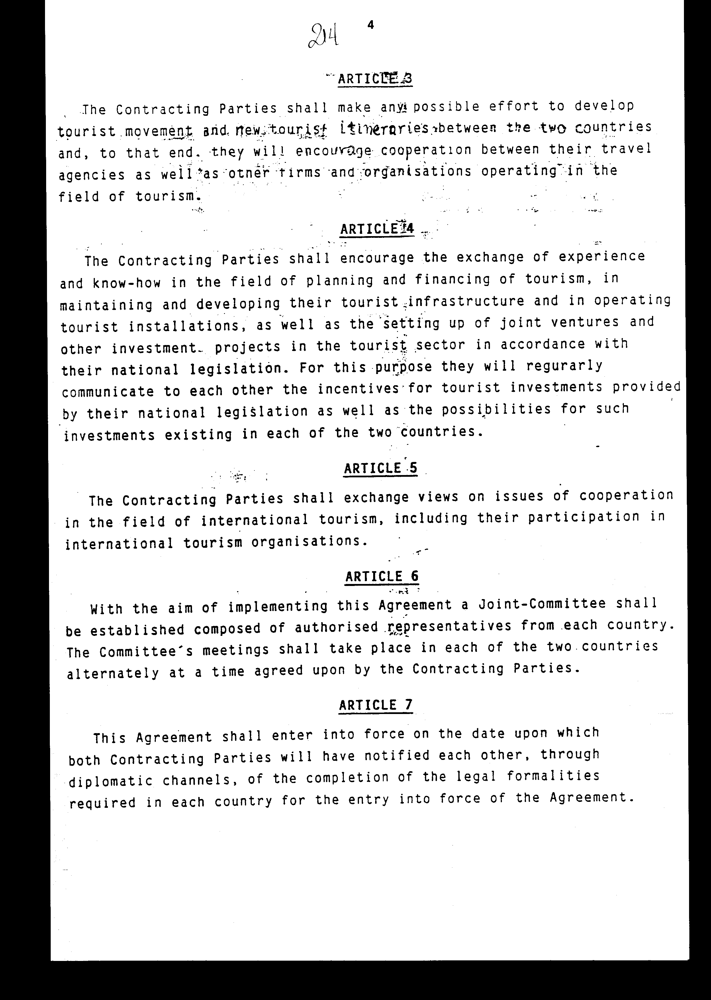 4
214
ARTICLE 3
The Contracting Parties shall make any possible effort to develop
tourist movement and new tourist itineraries between the two countries
and, to that end. they will encourage cooperation between their travel
agencies as well as other firms and organisations operating in the
field of tourism.
ARTICLE 4
The Contracting Parties shall encourage the exchange of experience
and know-how in the field of planning and financing of tourism, in
maintaining and developing their tourist infrastructure and in operating
tourist installations, as well as the setting up of joint ventures and
other investment projects in the tourist sector in accordance with
their national legislation. For this purpose they will regurarly
communicate to each other the incentives for tourist investments provided
by their national legislation as well as the possibilities for such
investments existing in each of the two countries.
ARTICLE 5
The Contracting Parties shall exchange views on issues of cooperation
in the field of international tourism, including their participation in
international tourism organisations.
ARTICLE 6
With the aim of implementing this Agreement a Joint-Committee shall
be established composed of authorised representatives from each country.
The Committee´s meetings shall take place in each of the two countries
alternately at a time agreed upon by the Contracting Parties.
ARTICLE 7
This Agreement shall enter into force on the date upon which
both Contracting Parties will have notified each other, through
diplomatic channels, of the completion of the legal formalities
required in each country for the entry into force of the Agreement.